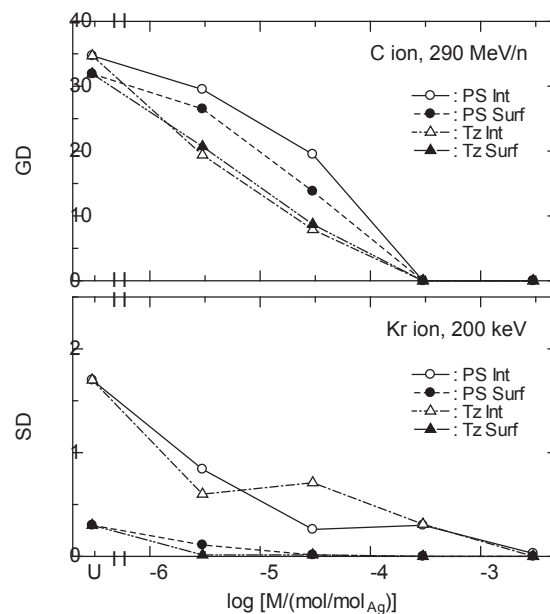 40
C ion, 290 MeV/n
30
: PS Int
: PS Surf
20
: Tz Int
: Tz Surf
GD
10
0
Kr ion, 200 keV
2
: PS Int
: PS Surf
: Tz Int
: Tz Surf
SD
1
0
U -6 -5 -4 -3
log [M/(mol/mol Ag)]